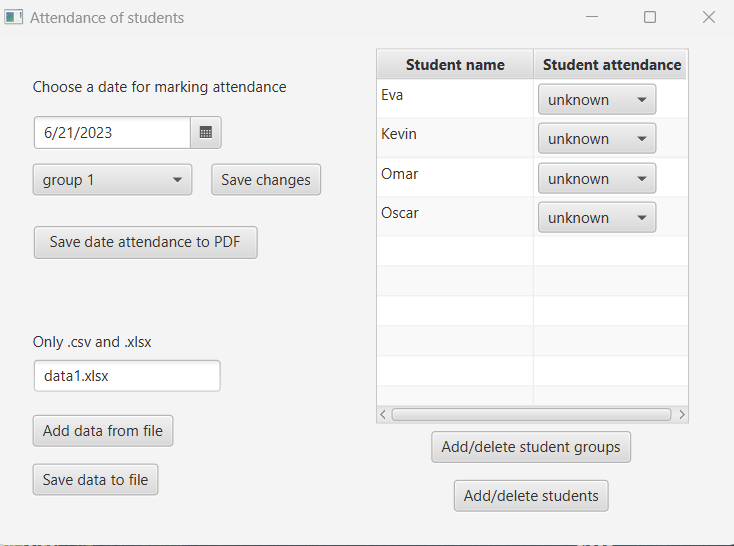 Attendance of students
Choose a date for marking attendance
6/21/2023
group 1
Save changes
Save date attendance to PDF
Only .csv and .xlsx
data1.xlsx
Add data from file
Save data to file
Student name Student attendance
Eva unknown
Kevin unknown
Omar unknown
Oscar unknown
Add/delete student groups
Add/delete students